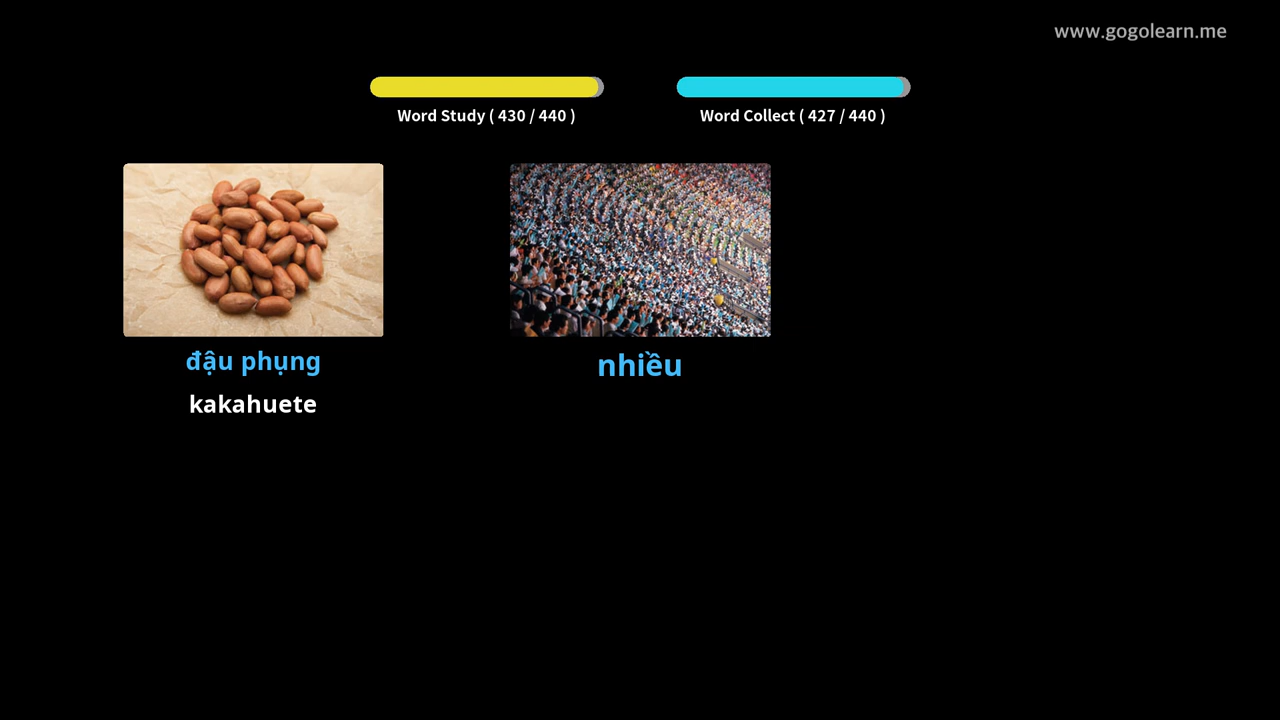 www.gogolearn.me
Word Study ( 430 / 440 )
Word Collect ( 427 / 440 )
đậu phụng
kakahuete
nhiều